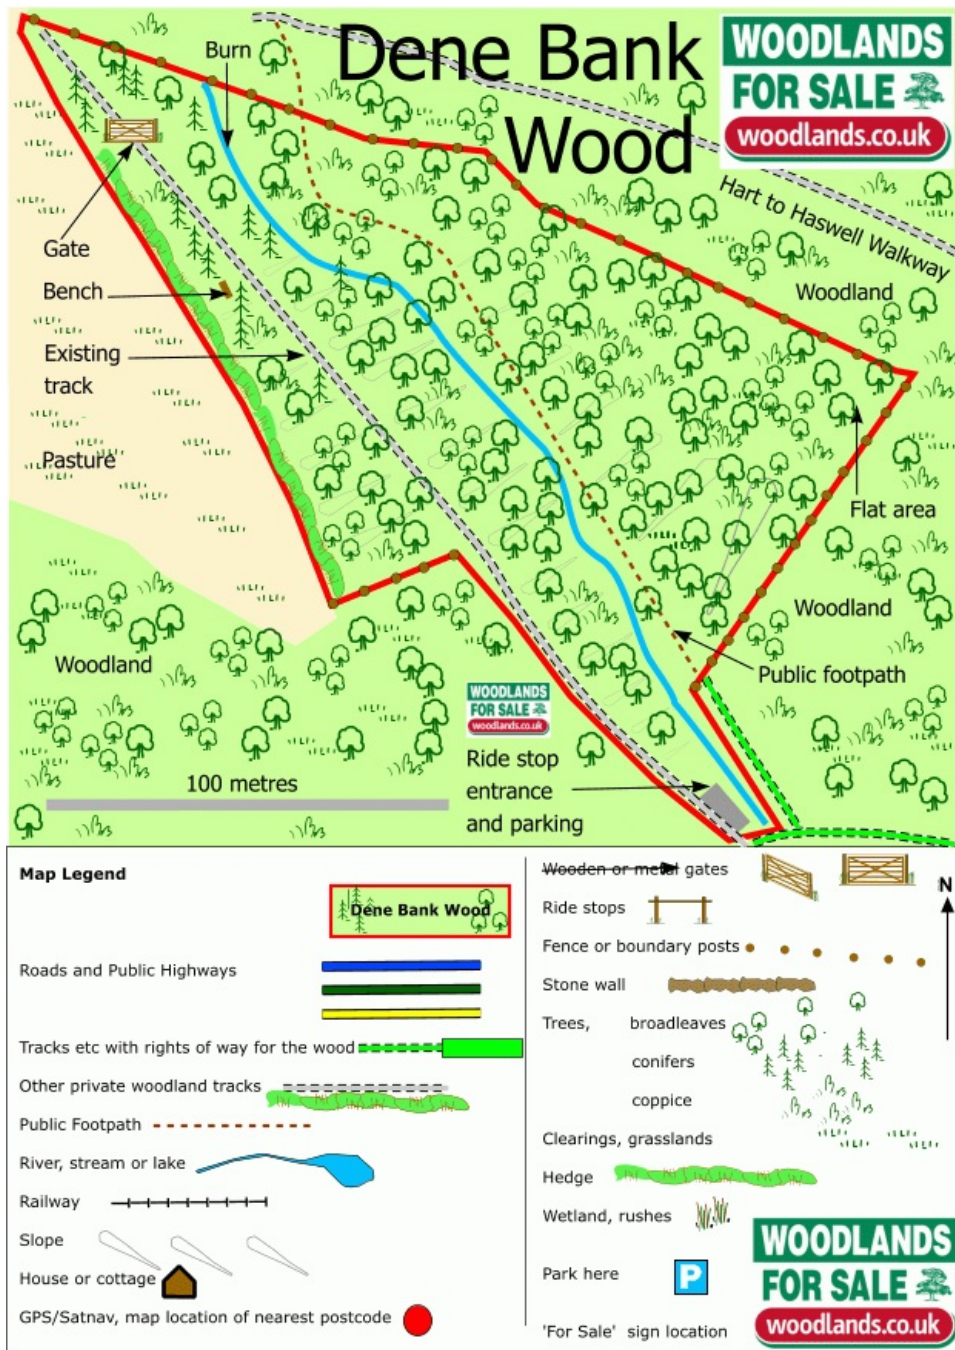 Dene Bank
Wood
WOODLANDS
FOR SALE
woodlands.co.uk
Burn
Hart to Haswell Walkway
Gate
Bench
Existing
track
Pasture
Woodland
Flat area
Woodland
Public footpath
Woodland
WOODLANDS
FOR SALE
woodlands.co.uk
Ride stop
entrance
and parking
100 metres
Map Legend
Dene Bank Wood
Roads and Public Highways
Tracks etc with rights of way for the wood
Other private woodland tracks
Public Footpath
River, stream or lake
Railway
Slope
House or cottage
GPS/Satnav, map location of nearest postcode
Wooden or metal gates
N
Ride stops
Fence or boundary posts
Stone wall
Trees, broadleaves
conifers
coppice
Clearings, grasslands
Hedge
Wetland, rushes
Park here
P
'For Sale' sign location
WOODLANDS
FOR SALE
woodlands.co.uk